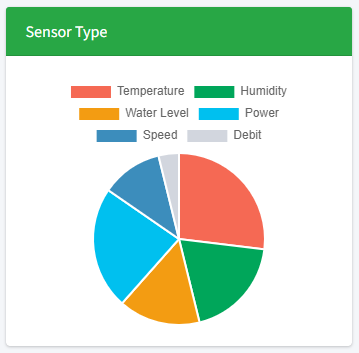 Sensor Type
Temperature Humidity
Water Level Power
Speed Debit